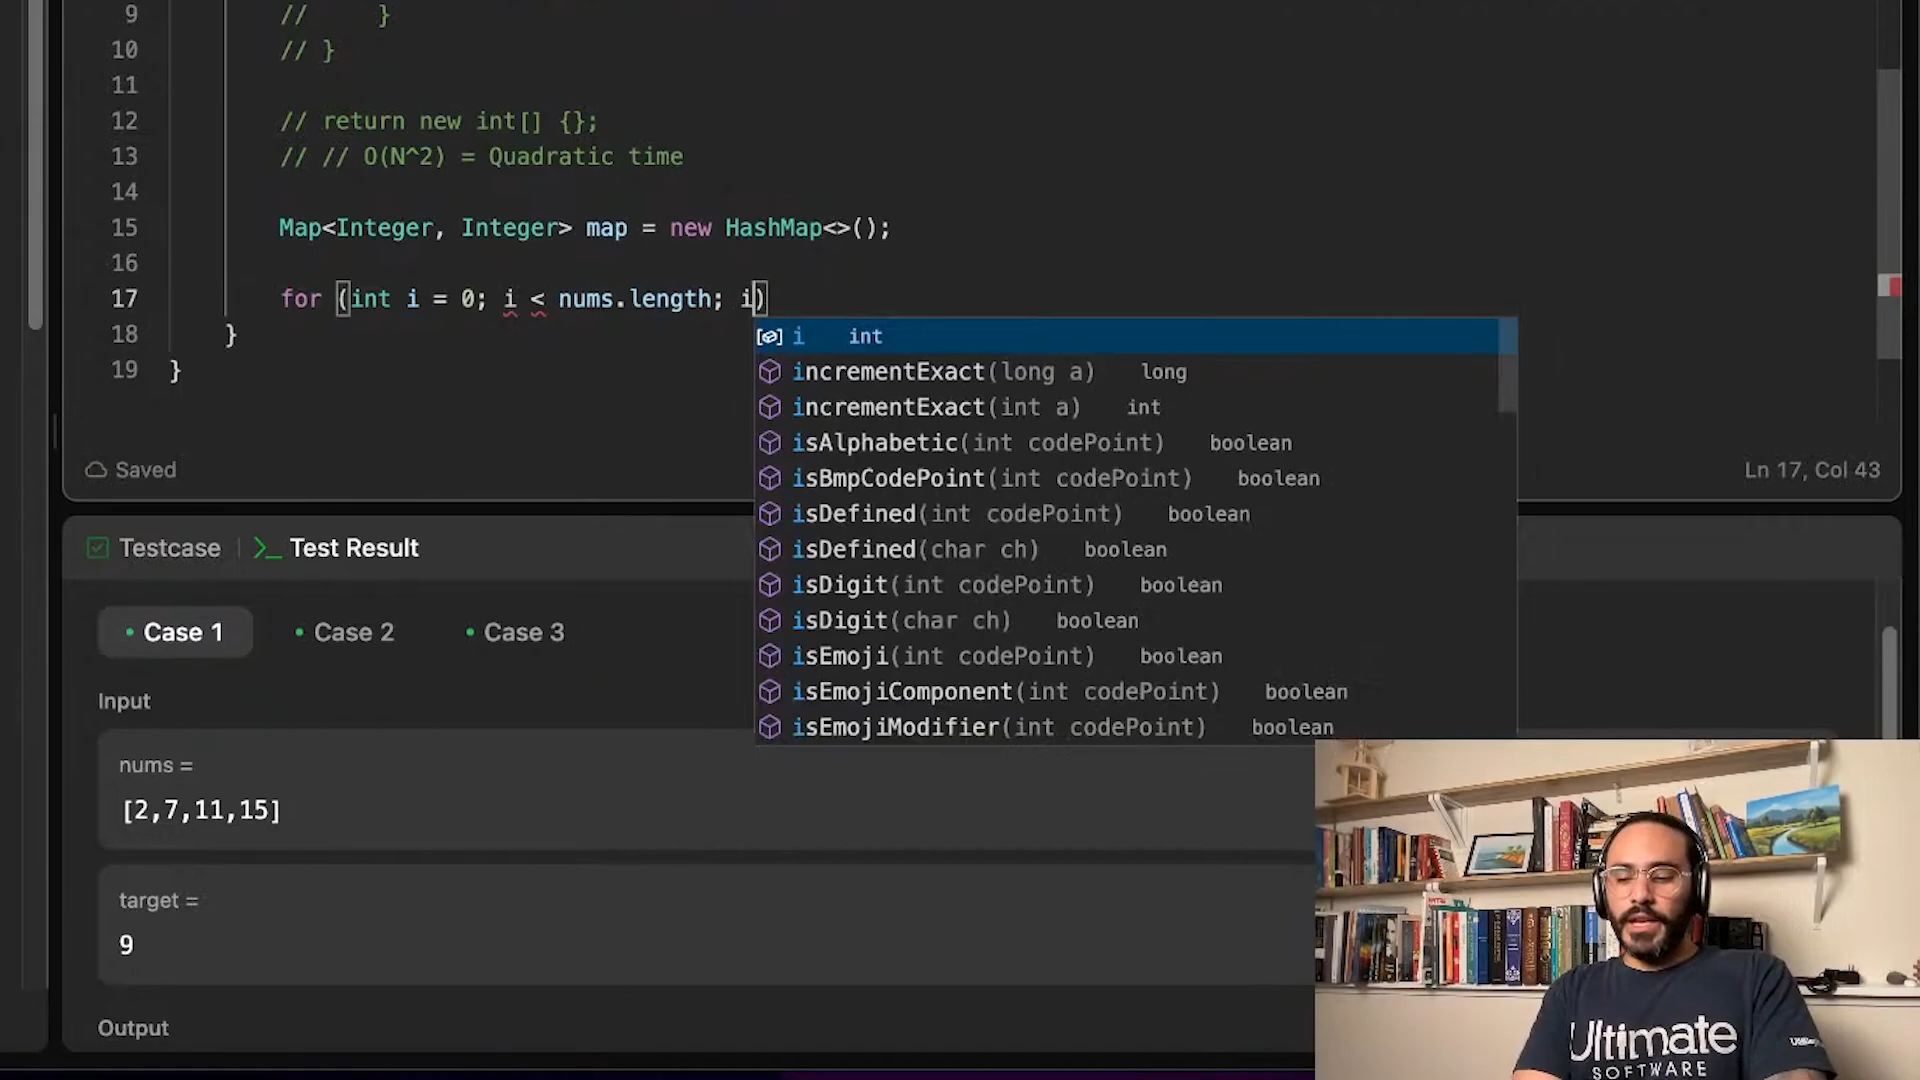 9 // }
10 // }
11
12 // return new int[] {};
13 // // O(N^2) = Quadratic time
14
15 Map<Integer, Integer> map = new HashMap<>();
16
17 for (int i = 0; i < nums.length; i)
18 }
19 }
i int
incrementExact(long a) long
incrementExact(int a) int
isAlphabetic(int codePoint) boolean
isBmpCodePoint(int codePoint) boolean
isDefined(int codePoint) boolean
isDefined(char ch) boolean
isDigit(int codePoint) boolean
isDigit(char ch) boolean
isEmoji(int codePoint) boolean
isEmojiComponent(int codePoint) boolean
isEmojiModifier(int codePoint) boolean
Saved
Ln 17, Col 43
Testcase
Test Result
Case 1
Case 2
Case 3
Input
nums =
[2,7,11,15]
target =
9
Output
Ultimate
SOFTWARE